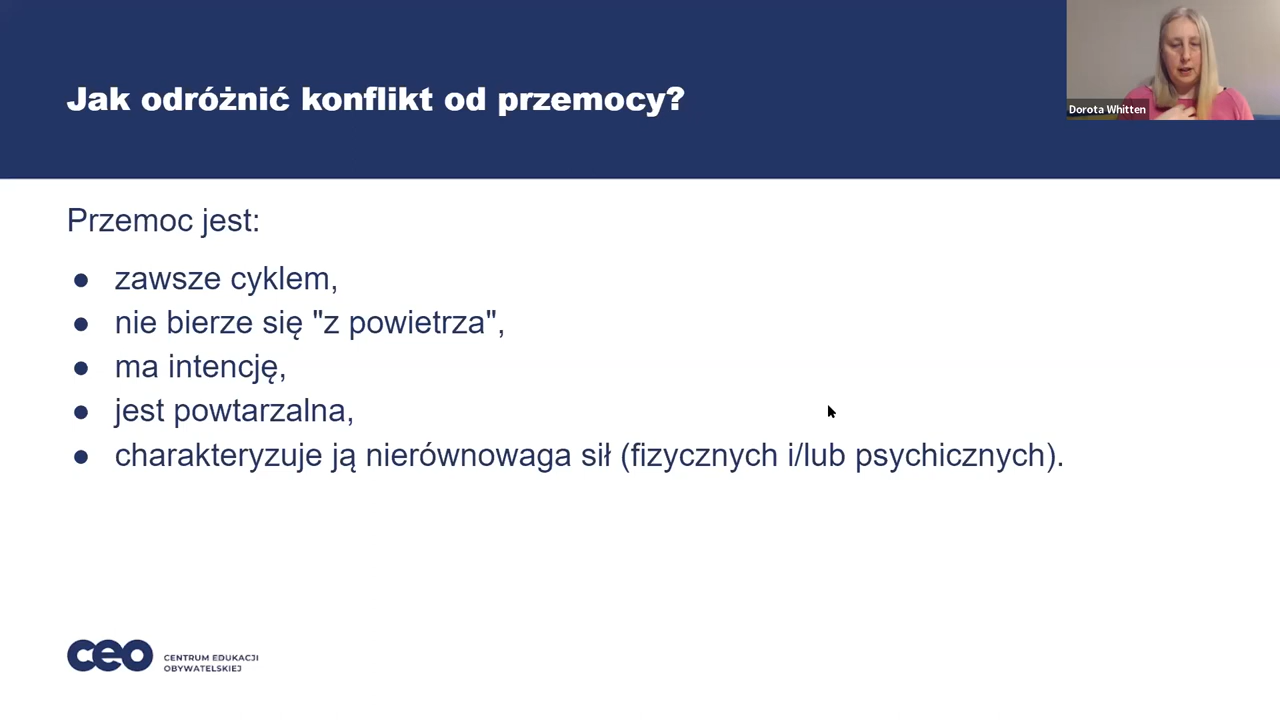 Jak odróżnić konflikt od przemocy?
Dorota Whitten
Przemoc jest:
● zawsze cyklem,
● nie bierze się "z powietrza",
● ma intencję,
● jest powtarzalna,
● charakteryzuje ją nierównowaga sił (fizycznych i/lub psychicznych).
ceo
CENTRUM EDUKACJI
OBYWATELSKIEJ